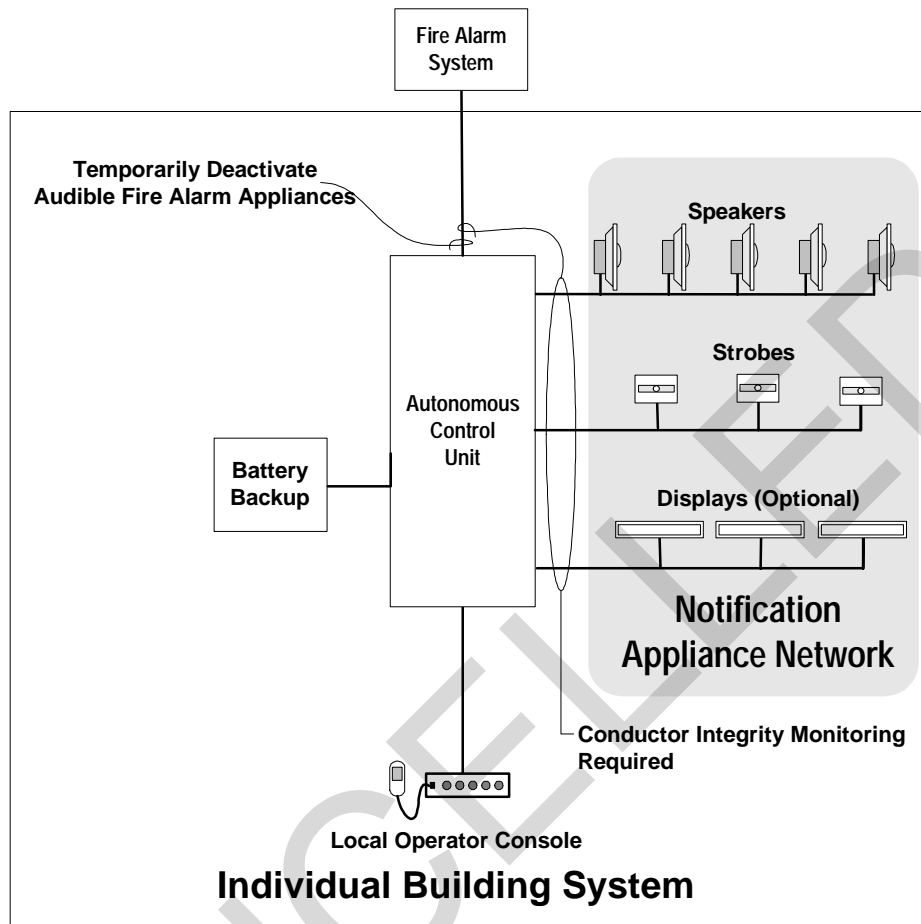 Fire Alarm
System
Temporarily Deactivate
Audible Fire Alarm Appliances
Speakers
Strobes
Autonomous
Control
Unit
Battery
Backup
Displays (Optional)
Notification
Appliance Network
Conductor Integrity Monitoring
Required
Local Operator Console
Individual Building System
NCELLED